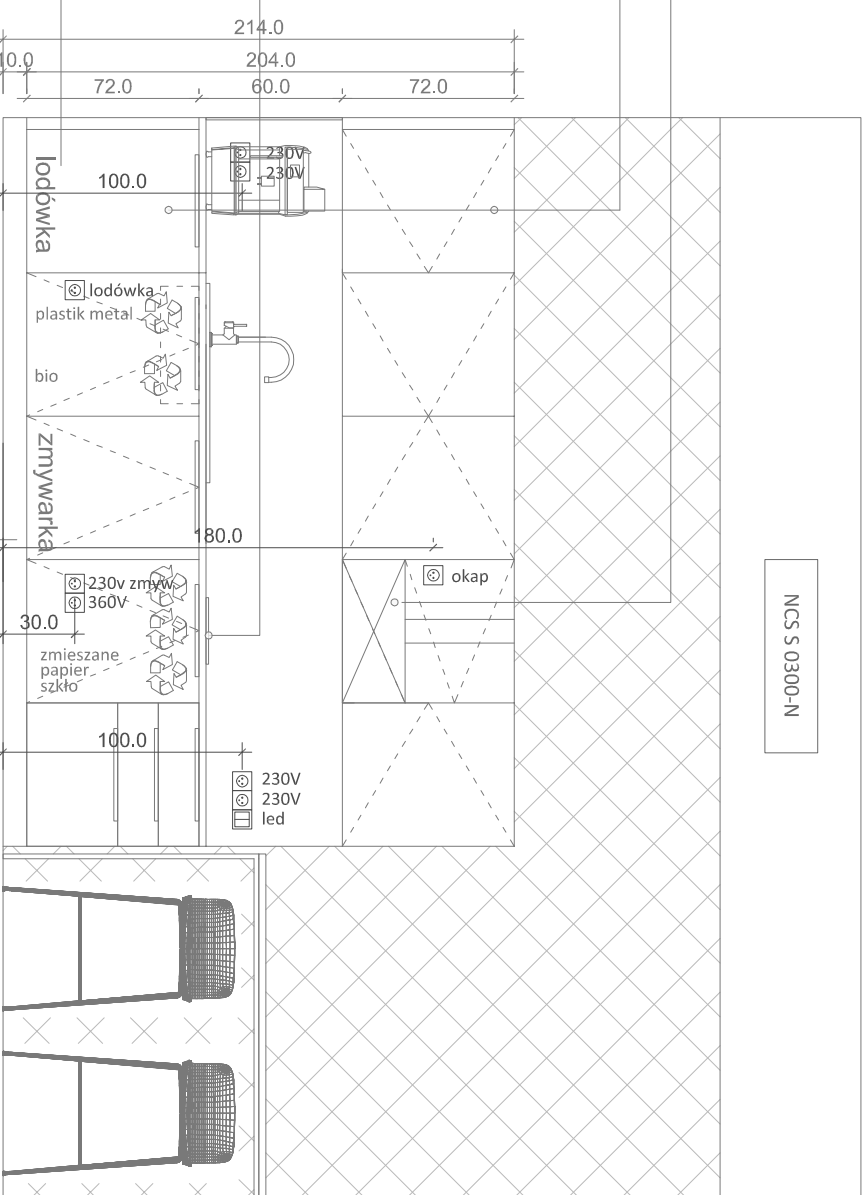 214.0
10.0
204.0
72.0
60.0
72.0
lodówka
230V
230V
100.0
lodówka
plastik metal
bio
zmywarka
180.0
okap
230v zmyw.
360V
30.0
zmieszane
papier
szkło
NCS S 0300-N
100.0
230V
230V
led